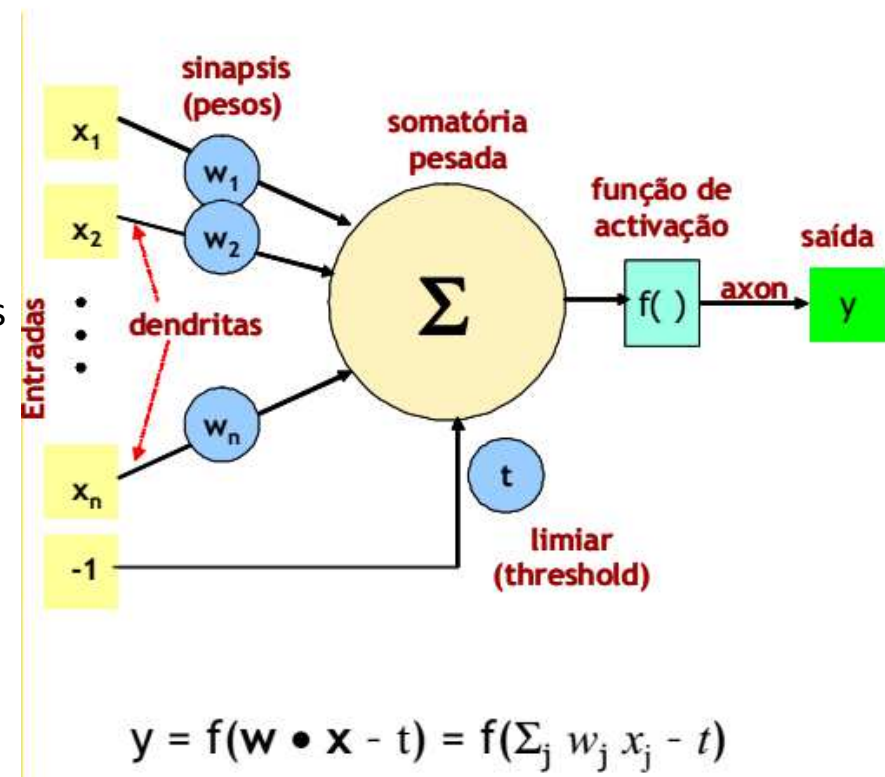 sinapsis
(pesos)
somatória
pesada
função de
activação
saída
x₁
w₁
x₂
w₂
Σ
f( )
axon
y
s
Entradas
dendritas
wₙ
xₙ
t
-1
limiar
(threshold)
y = f(w • x - t) = f(Σⱼ wⱼ xⱼ - t)